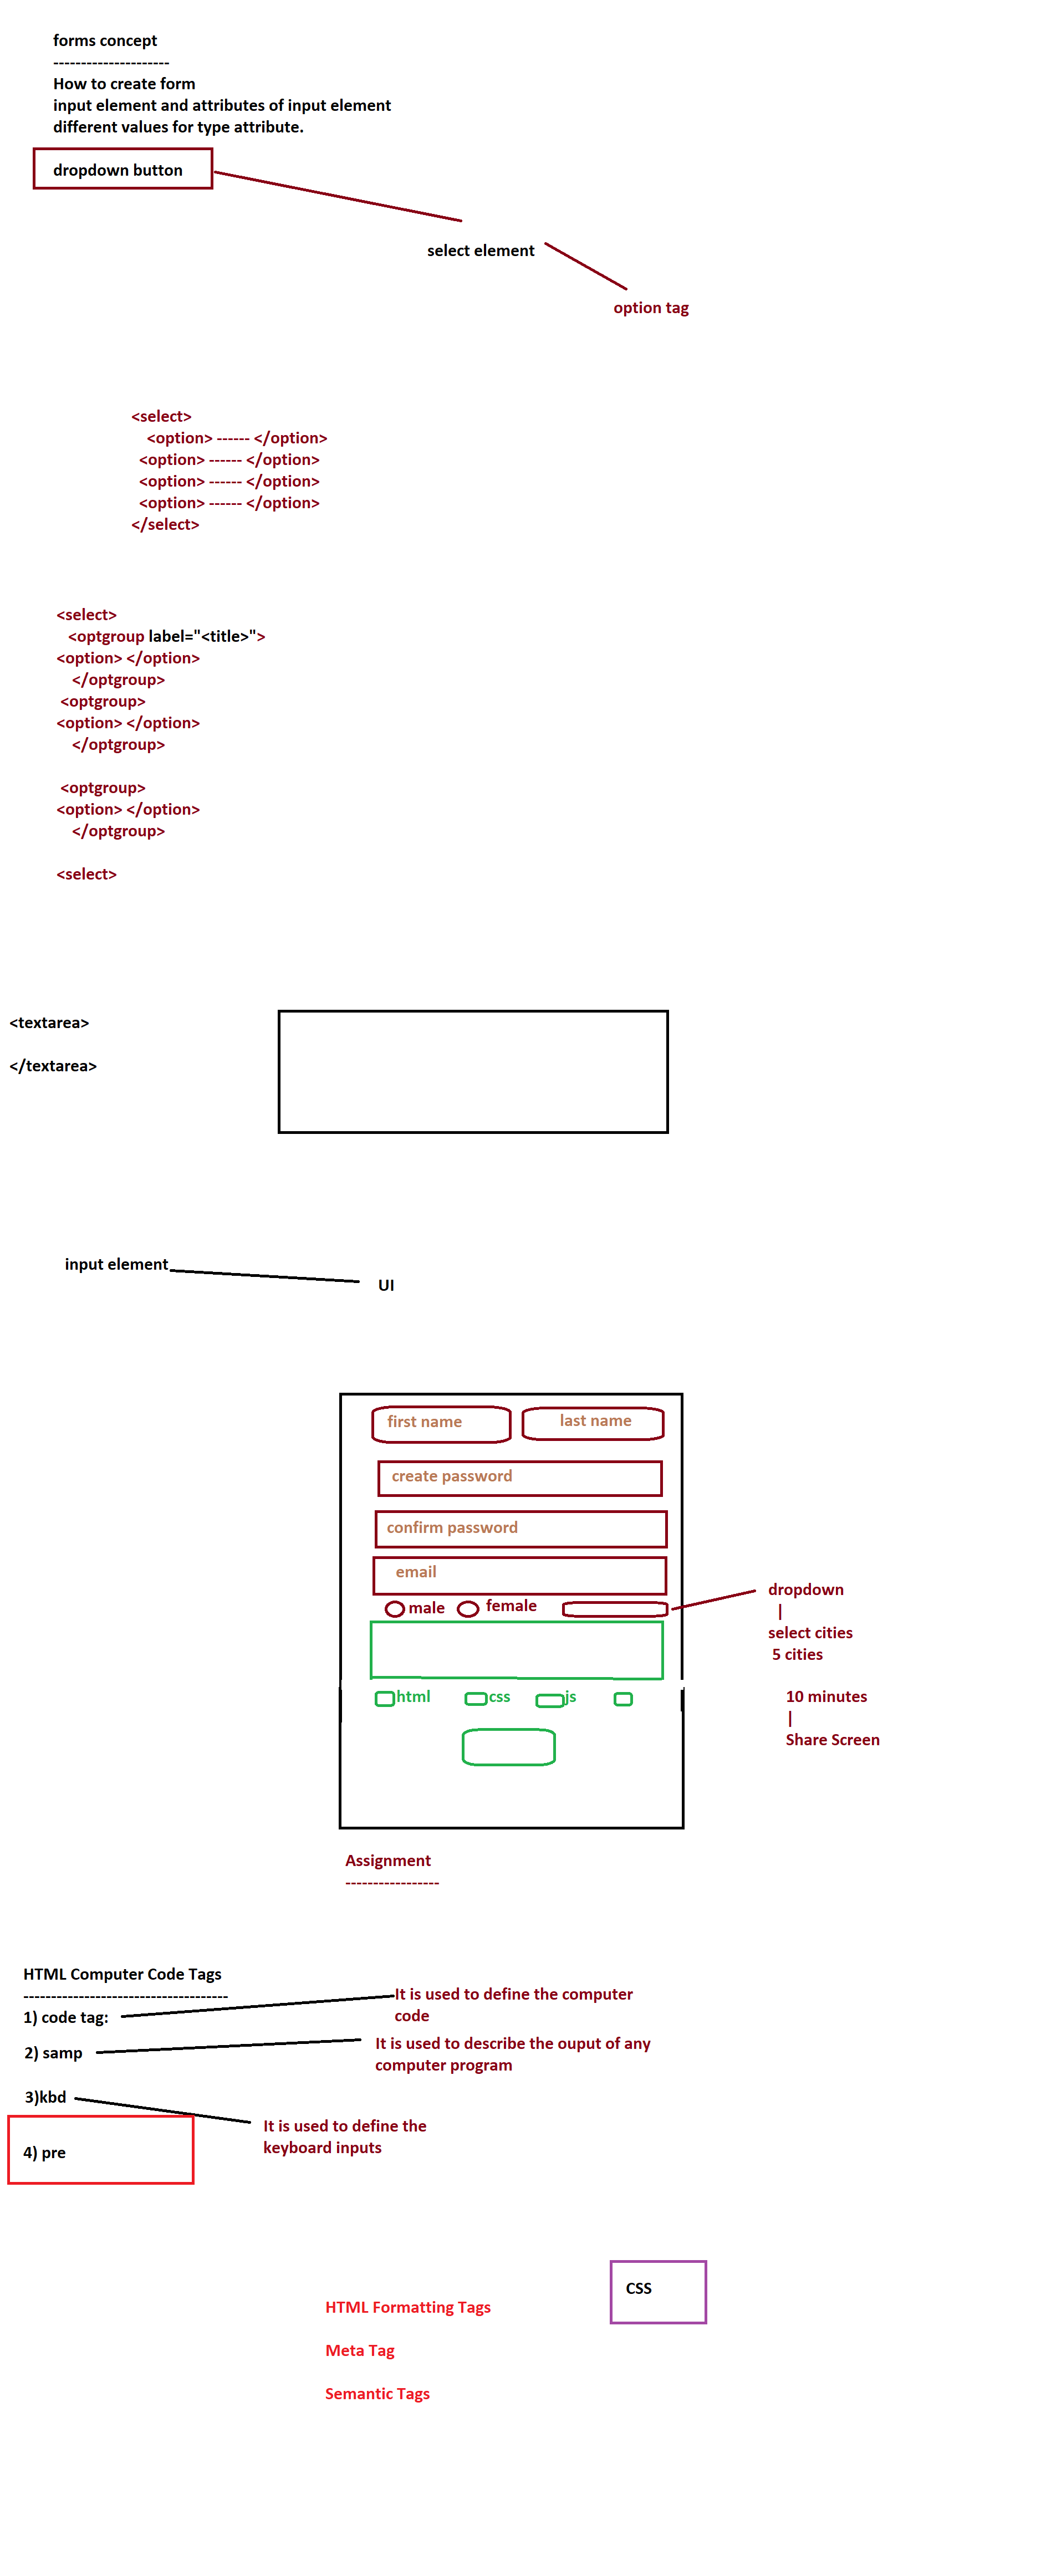 forms concept
---------------------
How to create form
input element and attributes of input element
different values for type attribute.
dropdown button
select element
option tag
<select>
<option> ------ </option>
<option> ------ </option>
<option> ------ </option>
<option> ------ </option>
</select>
<select>
<optgroup label="<title>">
<option> </option>
</optgroup>
<optgroup>
<option> </option>
</optgroup>
<optgroup>
<option> </option>
</optgroup>
<select>
<textarea>
</textarea>
input element
UI
first name last name
create password
confirm password
email
male female
dropdown
|
select cities
5 cities
html css js
10 minutes
|
Share Screen
Assignment
-----------------
HTML Computer Code Tags
-------------------------------------
1) code tag:
It is used to define the computer
code
2) samp
It is used to describe the ouput of any
computer program
3)kbd
It is used to define the
keyboard inputs
4) pre
CSS
HTML Formatting Tags
Meta Tag
Semantic Tags